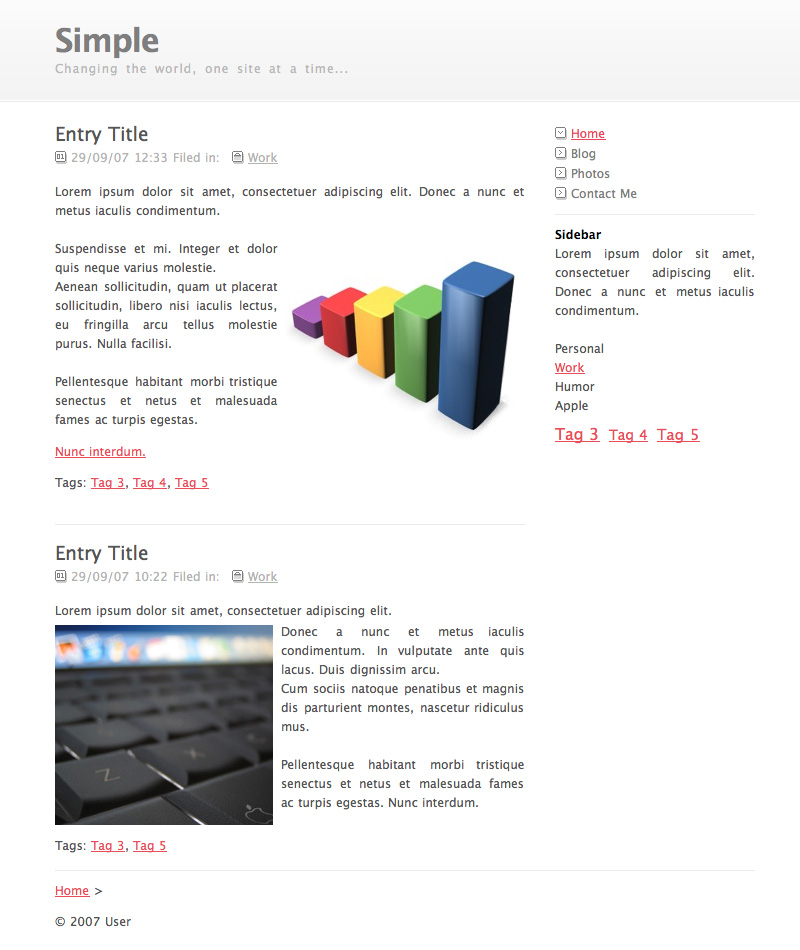 Simple
Changing the world, one site at a time...
Entry Title
01 29/09/07 12:33 Filed in: Work
Lorem ipsum dolor sit amet, consectetuer adipiscing elit. Donec a nunc et
metus iaculis condimentum.
Suspendisse et mi. Integer et dolor
quis neque varius molestie.
Aenean sollicitudin, quam ut placerat
sollicitudin, libero nisi iaculis lectus,
eu fringilla arcu tellus molestie
purus. Nulla facilisi.
Pellentesque habitant morbi tristique
senectus et netus et malesuada
fames ac turpis egestas.
Nunc interdum.
Tags: Tag 3, Tag 4, Tag 5
Entry Title
01 29/09/07 10:22 Filed in: Work
Lorem ipsum dolor sit amet, consectetuer adipiscing elit.
Z
X
Donec a nunc et metus iaculis
condimentum. In vulputate ante quis
lacus. Duis dignissim arcu.
Cum sociis natoque penatibus et magnis
dis parturient montes, nascetur ridiculus
mus.
Pellentesque habitant morbi tristique
senectus et netus et malesuada fames
ac turpis egestas. Nunc interdum.
Tags: Tag 3, Tag 5
Home
Blog
Photos
Contact Me
Sidebar
Lorem ipsum dolor sit amet,
consectetuer adipiscing elit.
Donec a nunc et metus iaculis
condimentum.
Personal
Work
Humor
Apple
Tag 3 Tag 4 Tag 5
Home >
© 2007 User